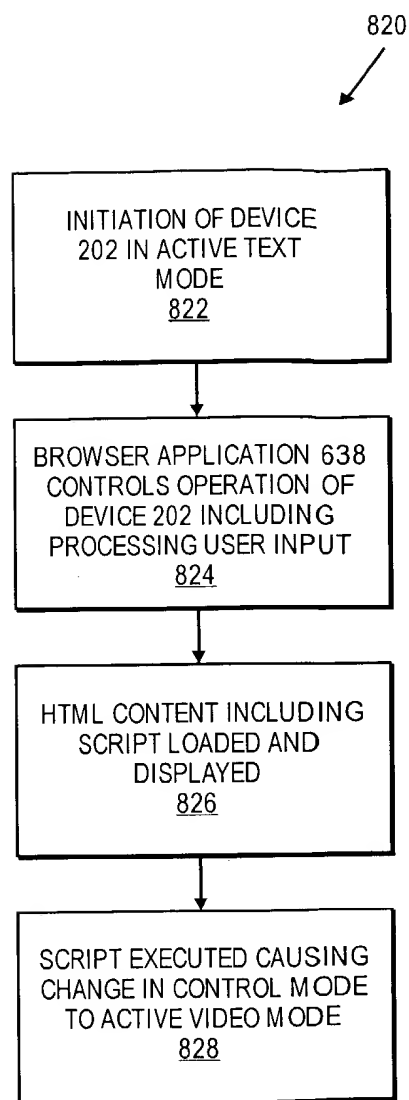 820
INITIATION OF DEVICE
202 IN ACTIVE TEXT
MODE
822
BROWSER APPLICATION 638
CONTROLS OPERATION OF
DEVICE 202 INCLUDING
PROCESSING USER INPUT
824
HTML CONTENT INCLUDING
SCRIPT LOADED AND
DISPLAYED
826
SCRIPT EXECUTED CAUSING
CHANGE IN CONTROL MODE
TO ACTIVE VIDEO MODE
828